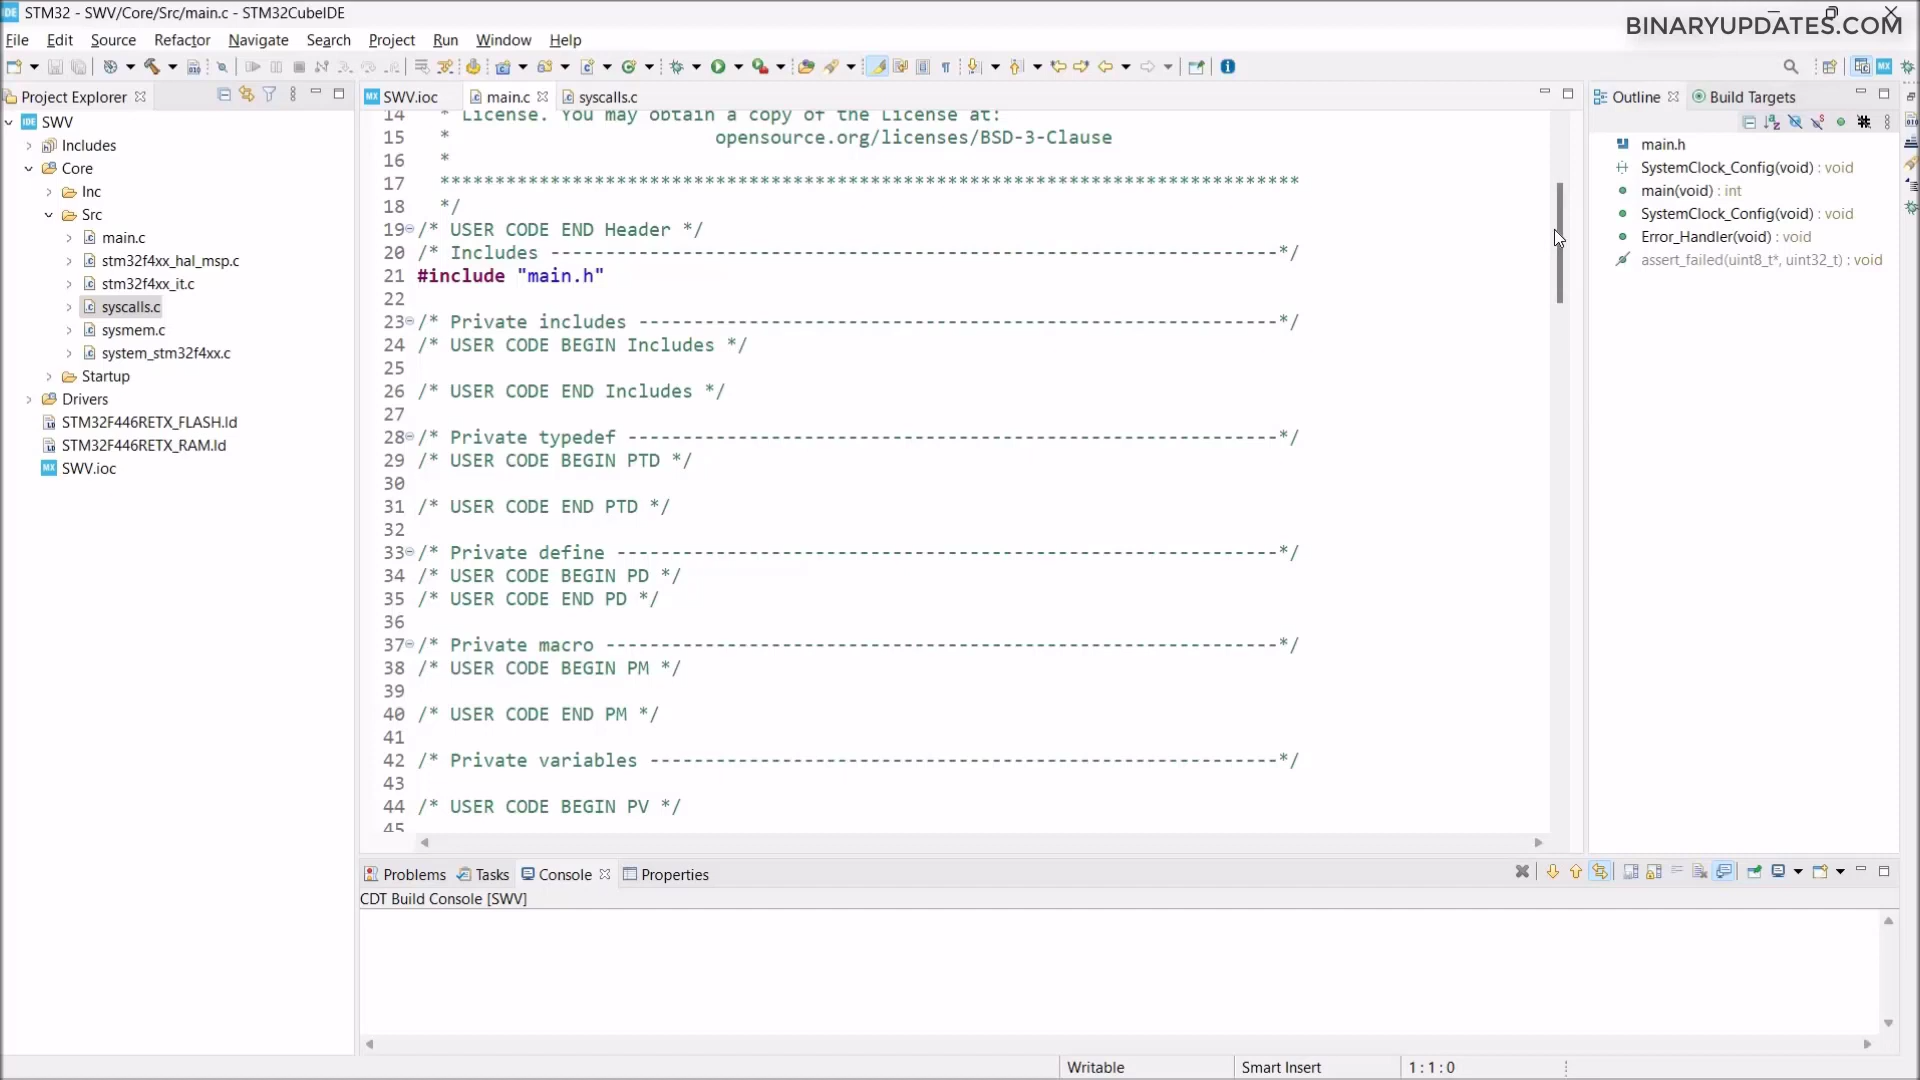 IDE STM32 - SWV/Core/Src/main.c - STM32CubeIDE
BINARYUPDATES.COM
File Edit Source Refactor Navigate Search Project Run Window Help
Project Explorer
IDE SWV
Includes
Core
Inc
Src
main.c
stm32f4xx_hal_msp.c
stm32f4xx_it.c
syscalls.c
sysmem.c
system_stm32f4xx.c
Startup
Drivers
STM32F446RETX_FLASH.ld
STM32F446RETX_RAM.ld
MX SWV.ioc
MX SWV.ioc main.c syscalls.c
14 * License. You may obtain a copy of the License at:
15 * opensource.org/licenses/BSD-3-Clause
16 *
17 ******************************************************************************
18 */
19 /* USER CODE END Header */
20 /* Includes ------------------------------------------------------------------*/
21 #include "main.h"
22
23 /* Private includes ----------------------------------------------------------*/
24 /* USER CODE BEGIN Includes */
25
26 /* USER CODE END Includes */
27
28 /* Private typedef -----------------------------------------------------------*/
29 /* USER CODE BEGIN PTD */
30
31 /* USER CODE END PTD */
32
33 /* Private define ------------------------------------------------------------*/
34 /* USER CODE BEGIN PD */
35 /* USER CODE END PD */
36
37 /* Private macro -------------------------------------------------------------*/
38 /* USER CODE BEGIN PM */
39
40 /* USER CODE END PM */
41
42 /* Private variables ---------------------------------------------------------*/
43
44 /* USER CODE BEGIN PV */
45
Outline Build Targets
main.h
SystemClock_Config(void) : void
main(void) : int
SystemClock_Config(void) : void
Error_Handler(void) : void
assert_failed(uint8_t*, uint32_t) : void
Problems Tasks Console Properties
CDT Build Console [SWV]
Writable Smart Insert 1 : 1 : 0